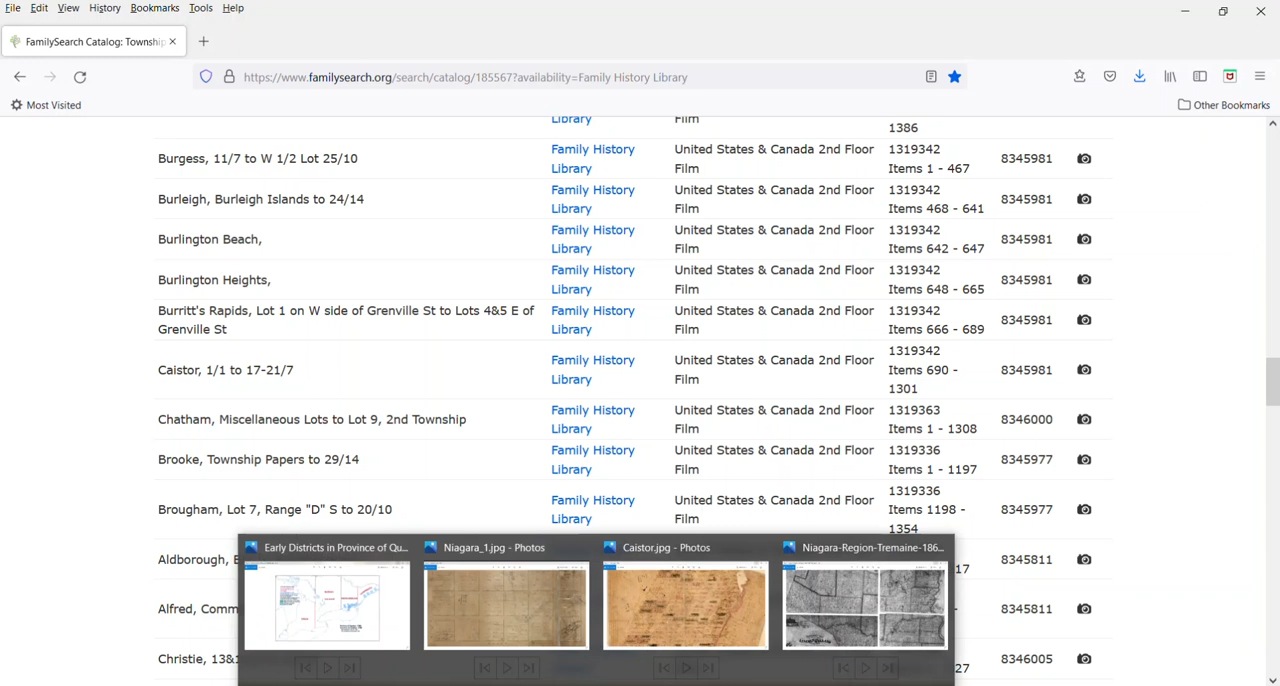 File Edit View History Bookmarks Tools Help
FamilySearch Catalog: Township
https://www.familysearch.org/search/catalog/185567?availability=Family History Library
Most Visited
Other Bookmarks
Library Film
1386
Burgess, 11/7 to W 1/2 Lot 25/10 Family History Library United States & Canada 2nd Floor Film 1319342 Items 1 - 467 8345981
Burleigh, Burleigh Islands to 24/14 Family History Library United States & Canada 2nd Floor Film 1319342 Items 468 - 641 8345981
Burlington Beach, Family History Library United States & Canada 2nd Floor Film 1319342 Items 642 - 647 8345981
Burlington Heights, Family History Library United States & Canada 2nd Floor Film 1319342 Items 648 - 665 8345981
Burritt's Rapids, Lot 1 on W side of Grenville St to Lots 4&5 E of Grenville St Family History Library United States & Canada 2nd Floor Film 1319342 Items 666 - 689 8345981
Caistor, 1/1 to 17-21/7 Family History Library United States & Canada 2nd Floor Film 1319342 Items 690 - 1301 8345981
Chatham, Miscellaneous Lots to Lot 9, 2nd Township Family History Library United States & Canada 2nd Floor Film 1319363 Items 1 - 1308 8346000
Brooke, Township Papers to 29/14 Family History Library United States & Canada 2nd Floor Film 1319336 Items 1 - 1197 8345977
Brougham, Lot 7, Range "D" S to 20/10 Family History Library United States & Canada 2nd Floor Film 1319336 Items 1198 - 1354 8345977
Early Districts in Province of Qu... Niagara_1.jpg - Photos Caistor.jpg - Photos Niagara-Region-Tremaine-186...
Aldborough, 17 8345811
Alfred, Comm 8345811
Christie, 13& 27 8346005